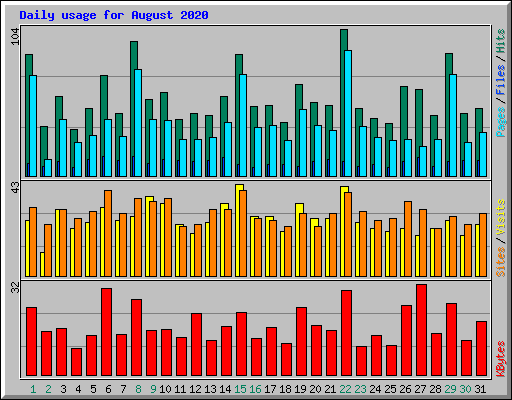 Daily usage for August 2020
104
Pages / Files / Hits
43
Sites / Visits
32
KBytes
1 2 3 4 5 6 7 8 9 10 11 12 13 14 15 16 17 18 19 20 21 22 23 24 25 26 27 28 29 30 31